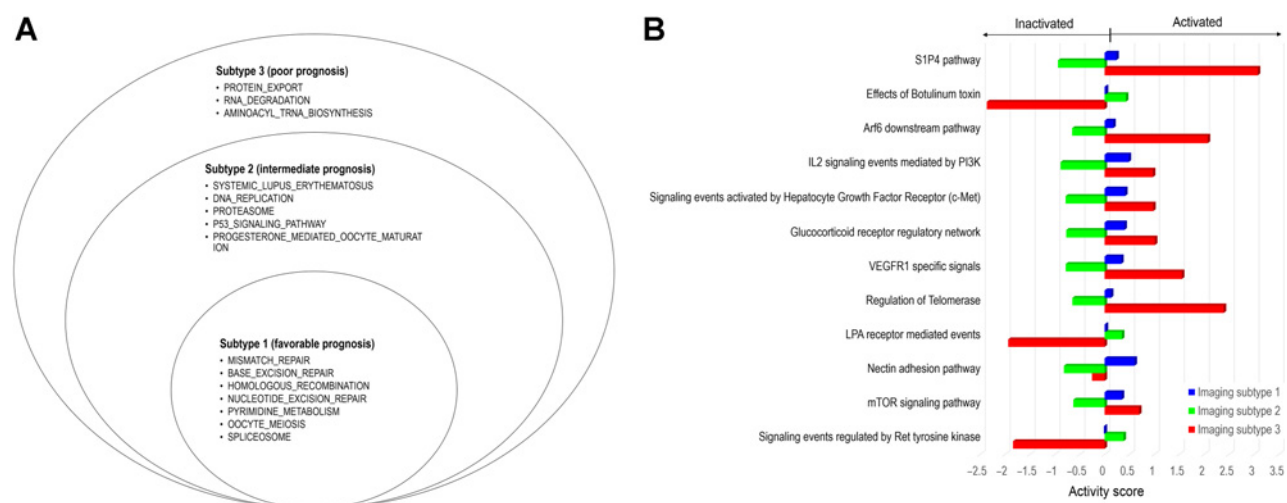 A
Subtype 3 (poor prognosis)
• PROTEIN_EXPORT
• RNA_DEGRADATION
• AMINOACYL_TRNA_BIOSYNTHESIS
Subtype 2 (intermediate prognosis)
• SYSTEMIC_LUPUS_ERYTHEMATOSUS
• DNA_REPLICATION
• PROTEASOME
• P53_SIGNALING_PATHWAY
• PROGESTERONE_MEDIATED_OOCYTE_MATURAT
ION
Subtype 1 (favorable prognosis)
• MISMATCH_REPAIR
• BASE_EXCISION_REPAIR
• HOMOLOGOUS_RECOMBINATION
• NUCLEOTIDE_EXCISION_REPAIR
• PYRIMIDINE_METABOLISM
• OOCYTE_MEIOSIS
• SPLICEOSOME
B
Inactivated Activated
S1P4 pathway
Effects of Botulinum toxin
Arf6 downstream pathway
IL2 signaling events mediated by PI3K
Signaling events activated by Hepatocyte Growth Factor Receptor (c-Met)
Glucocorticoid receptor regulatory network
VEGFR1 specific signals
Regulation of Telomerase
LPA receptor mediated events
Nectin adhesion pathway
mTOR signaling pathway
Signaling events regulated by Ret tyrosine kinase
Imaging subtype 1
Imaging subtype 2
Imaging subtype 3
−2.5 −2 −1.5 −1 −0.5 0 0.5 1 1.5 2 2.5 3 3.5
Activity score